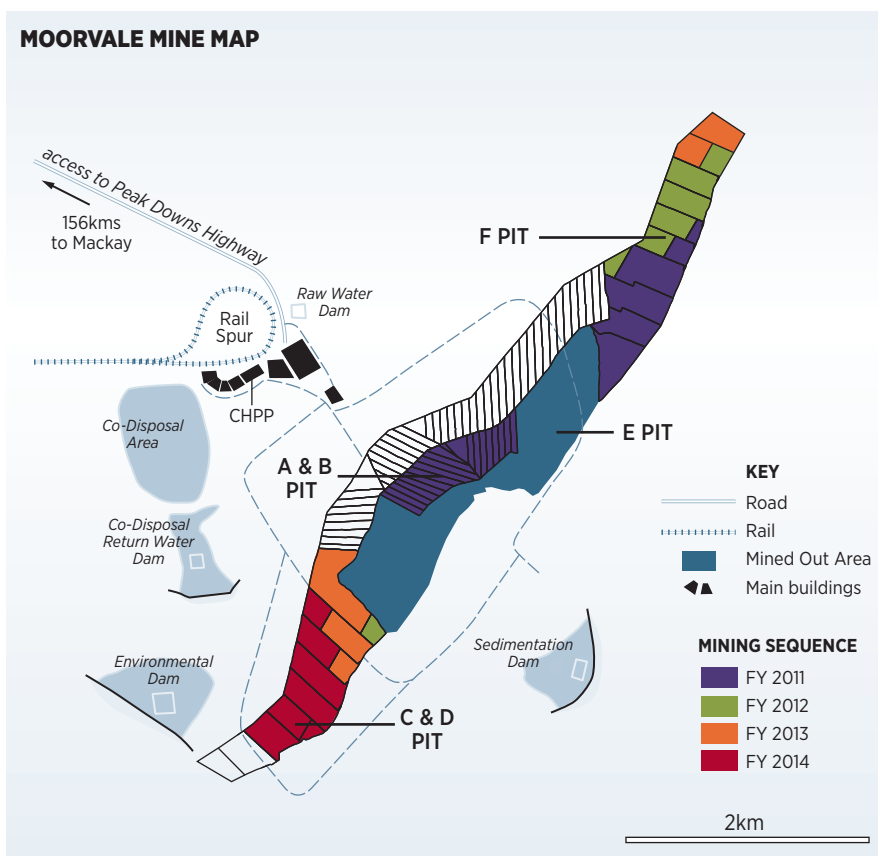 MOORVALE MINE MAP
access to Peak Downs Highway
156kms
to Mackay
F PIT
Raw Water
Dam
Rail
Spur
CHPP
Co-Disposal
Area
E PIT
A & B
PIT
KEY
Road
Rail
Mined Out Area
Main buildings
Co-Disposal
Return Water
Dam
MINING SEQUENCE
FY 2011
FY 2012
FY 2013
FY 2014
Sedimentation
Dam
Environmental
Dam
C & D
PIT
2km